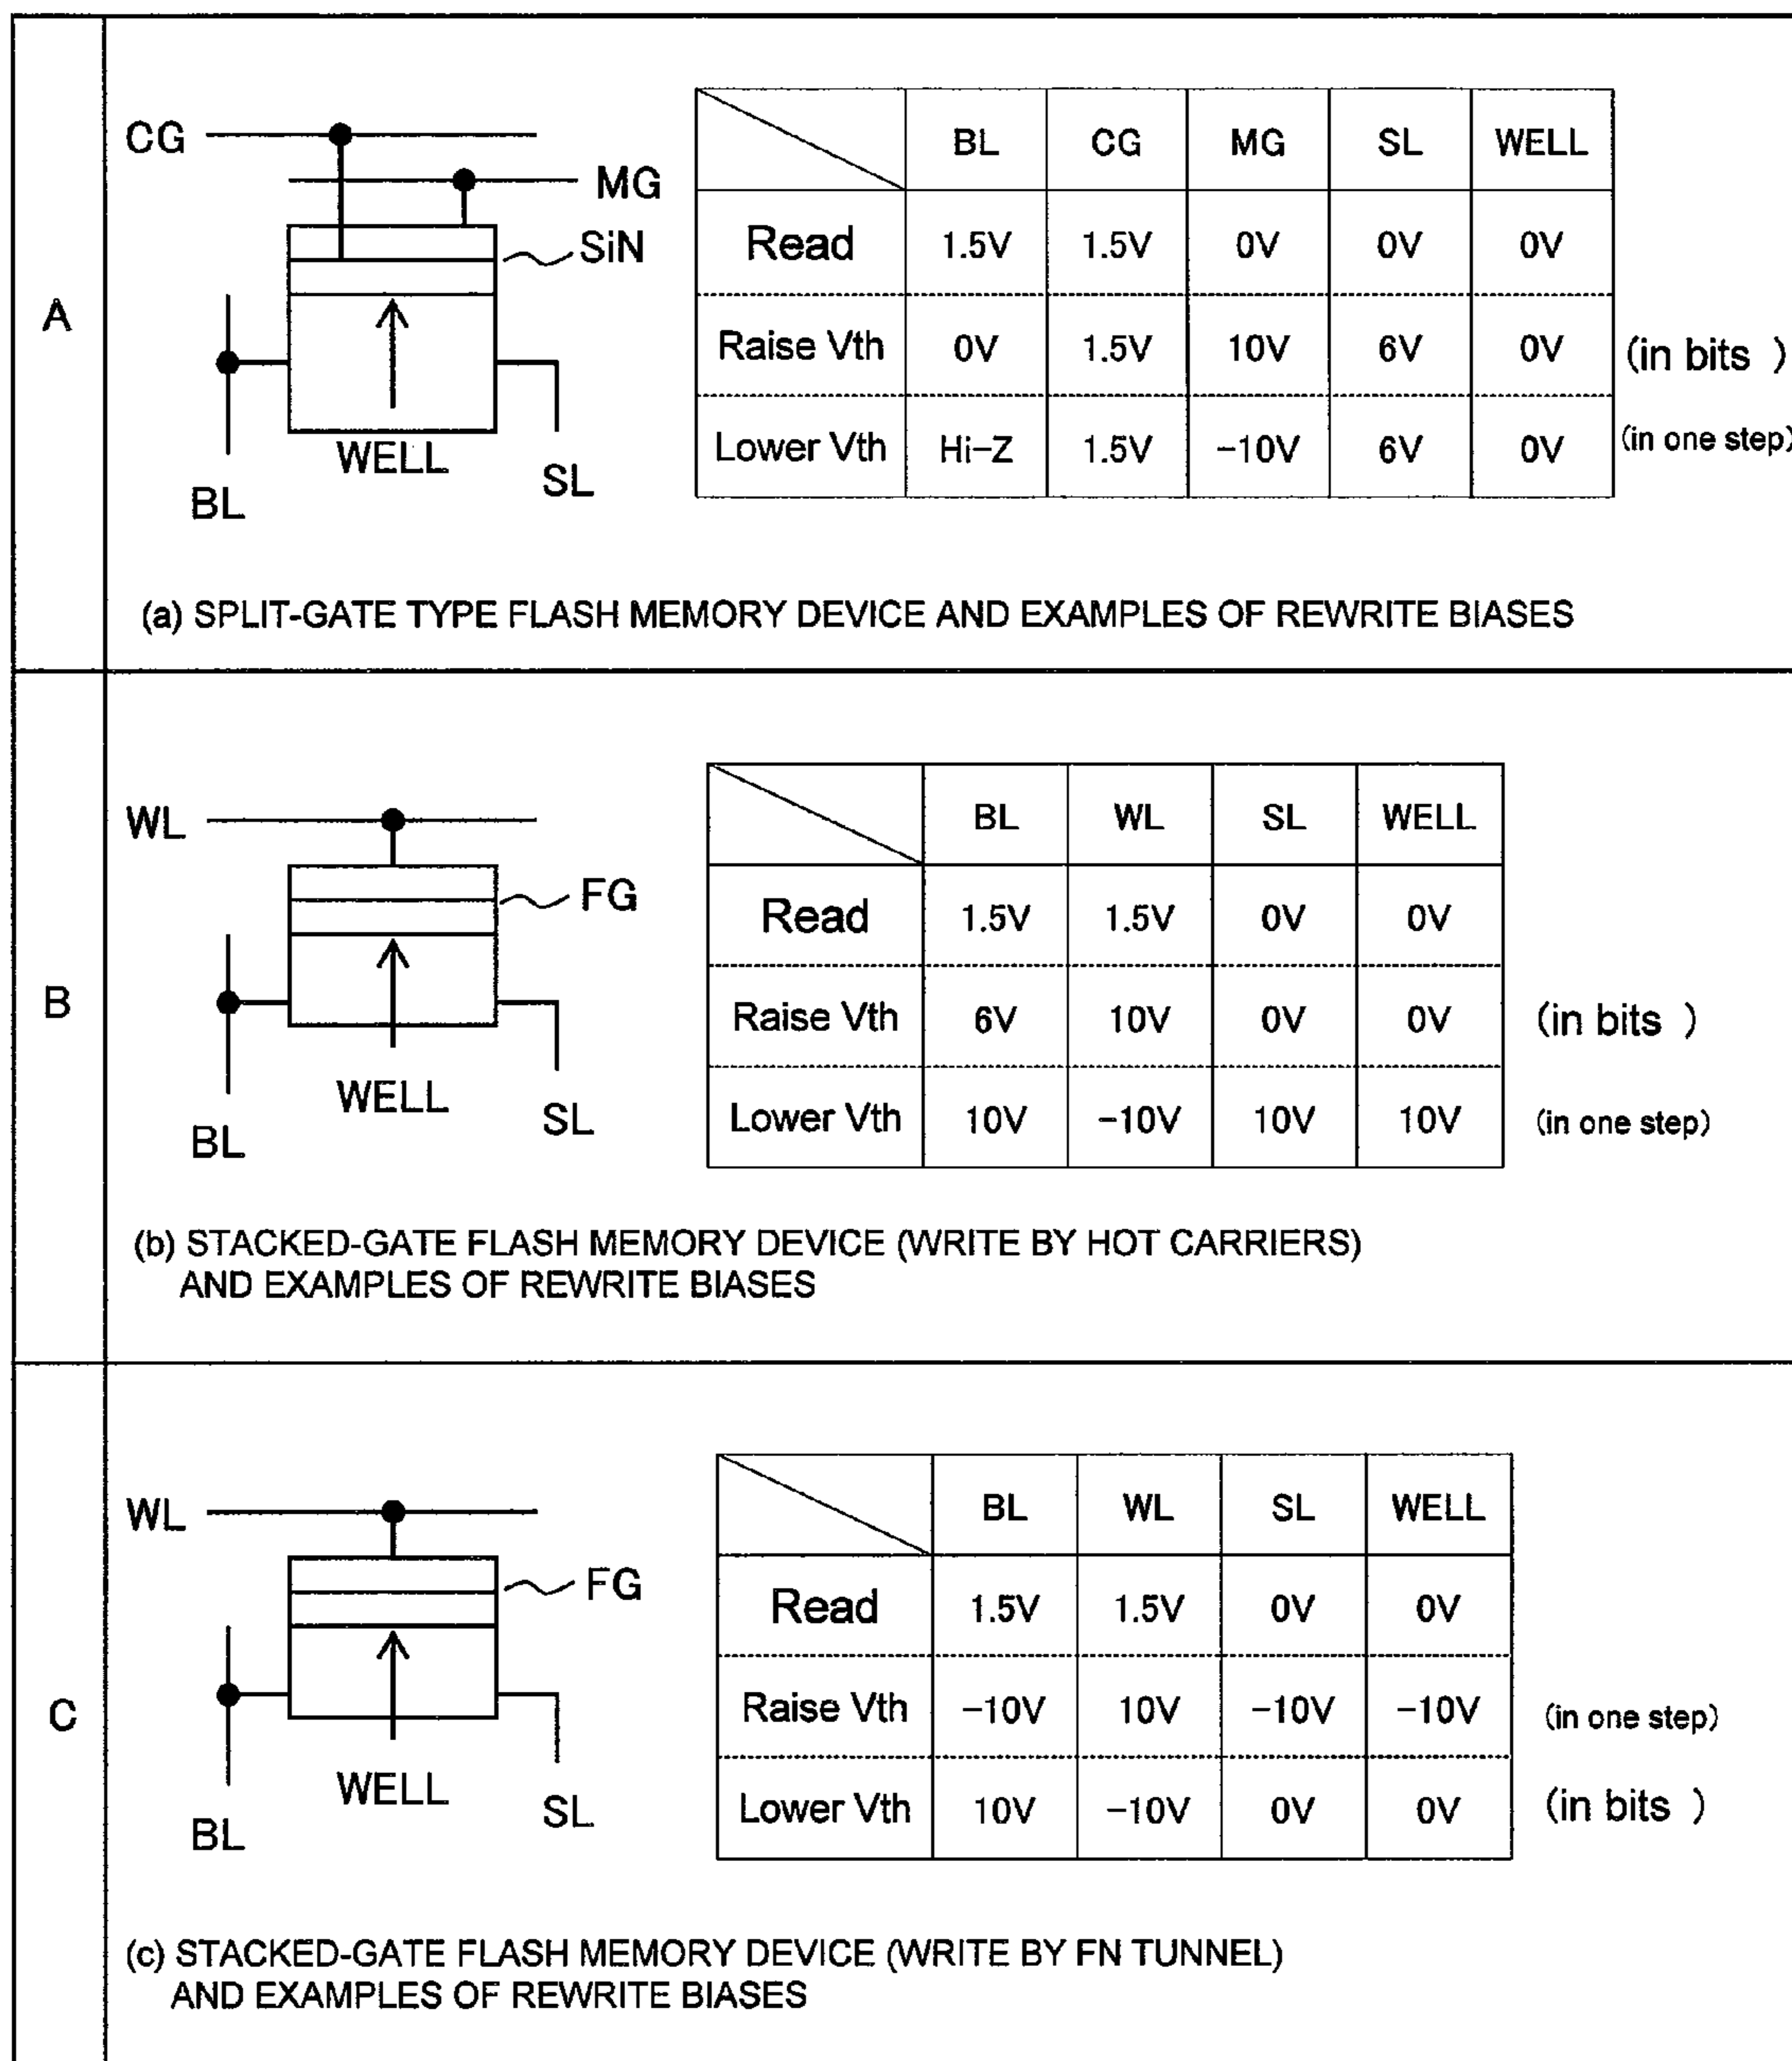 A
CG
MG
SiN
WELL
BL
SL
BL CG MG SL WELL
Read 1.5V 1.5V 0V 0V 0V
Raise Vth 0V 1.5V 10V 6V 0V (in bits )
Lower Vth Hi-Z 1.5V -10V 6V 0V (in one step)
(a) SPLIT-GATE TYPE FLASH MEMORY DEVICE AND EXAMPLES OF REWRITE BIASES
B
WL
FG
WELL
BL
SL
BL WL SL WELL
Read 1.5V 1.5V 0V 0V
Raise Vth 6V 10V 0V 0V (in bits )
Lower Vth 10V -10V 10V 10V (in one step)
(b) STACKED-GATE FLASH MEMORY DEVICE (WRITE BY HOT CARRIERS)
AND EXAMPLES OF REWRITE BIASES
C
WL
FG
WELL
BL
SL
BL WL SL WELL
Read 1.5V 1.5V 0V 0V
Raise Vth -10V 10V -10V -10V (in one step)
Lower Vth 10V -10V 0V 0V (in bits )
(c) STACKED-GATE FLASH MEMORY DEVICE (WRITE BY FN TUNNEL)
AND EXAMPLES OF REWRITE BIASES